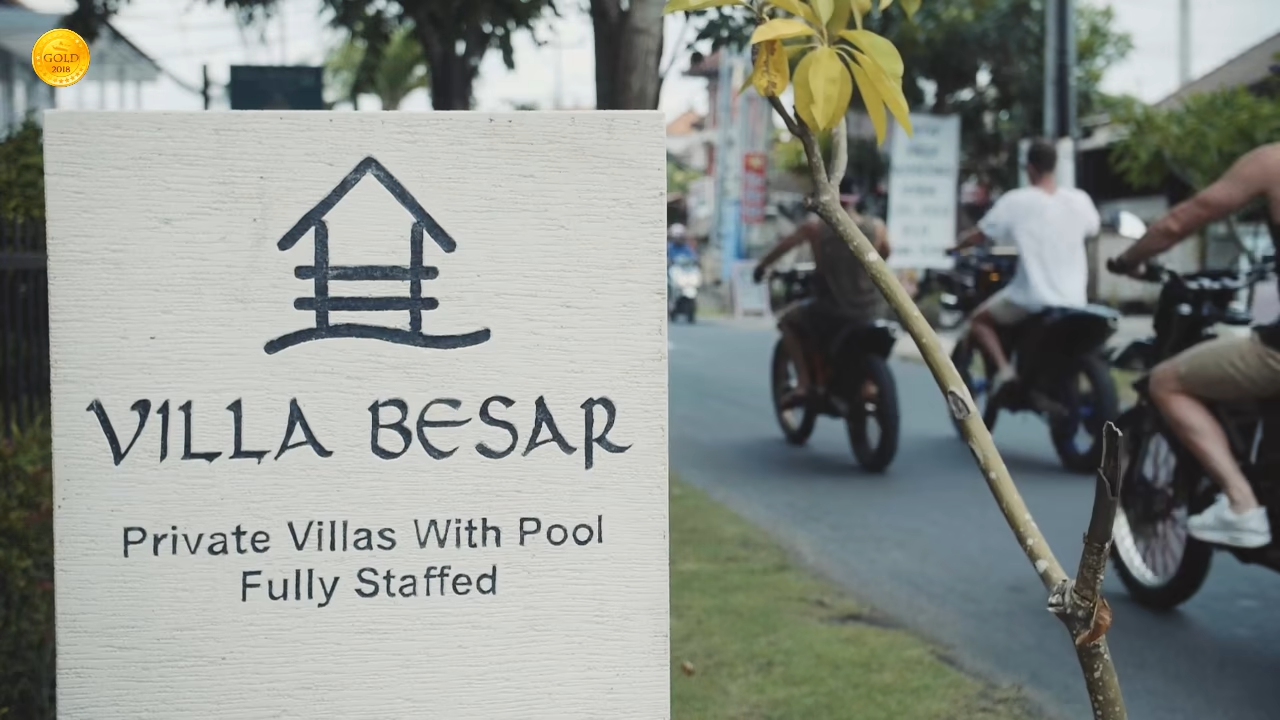 GOLD
2018
VILLA BESAR
Private Villas With Pool
Fully Staffed